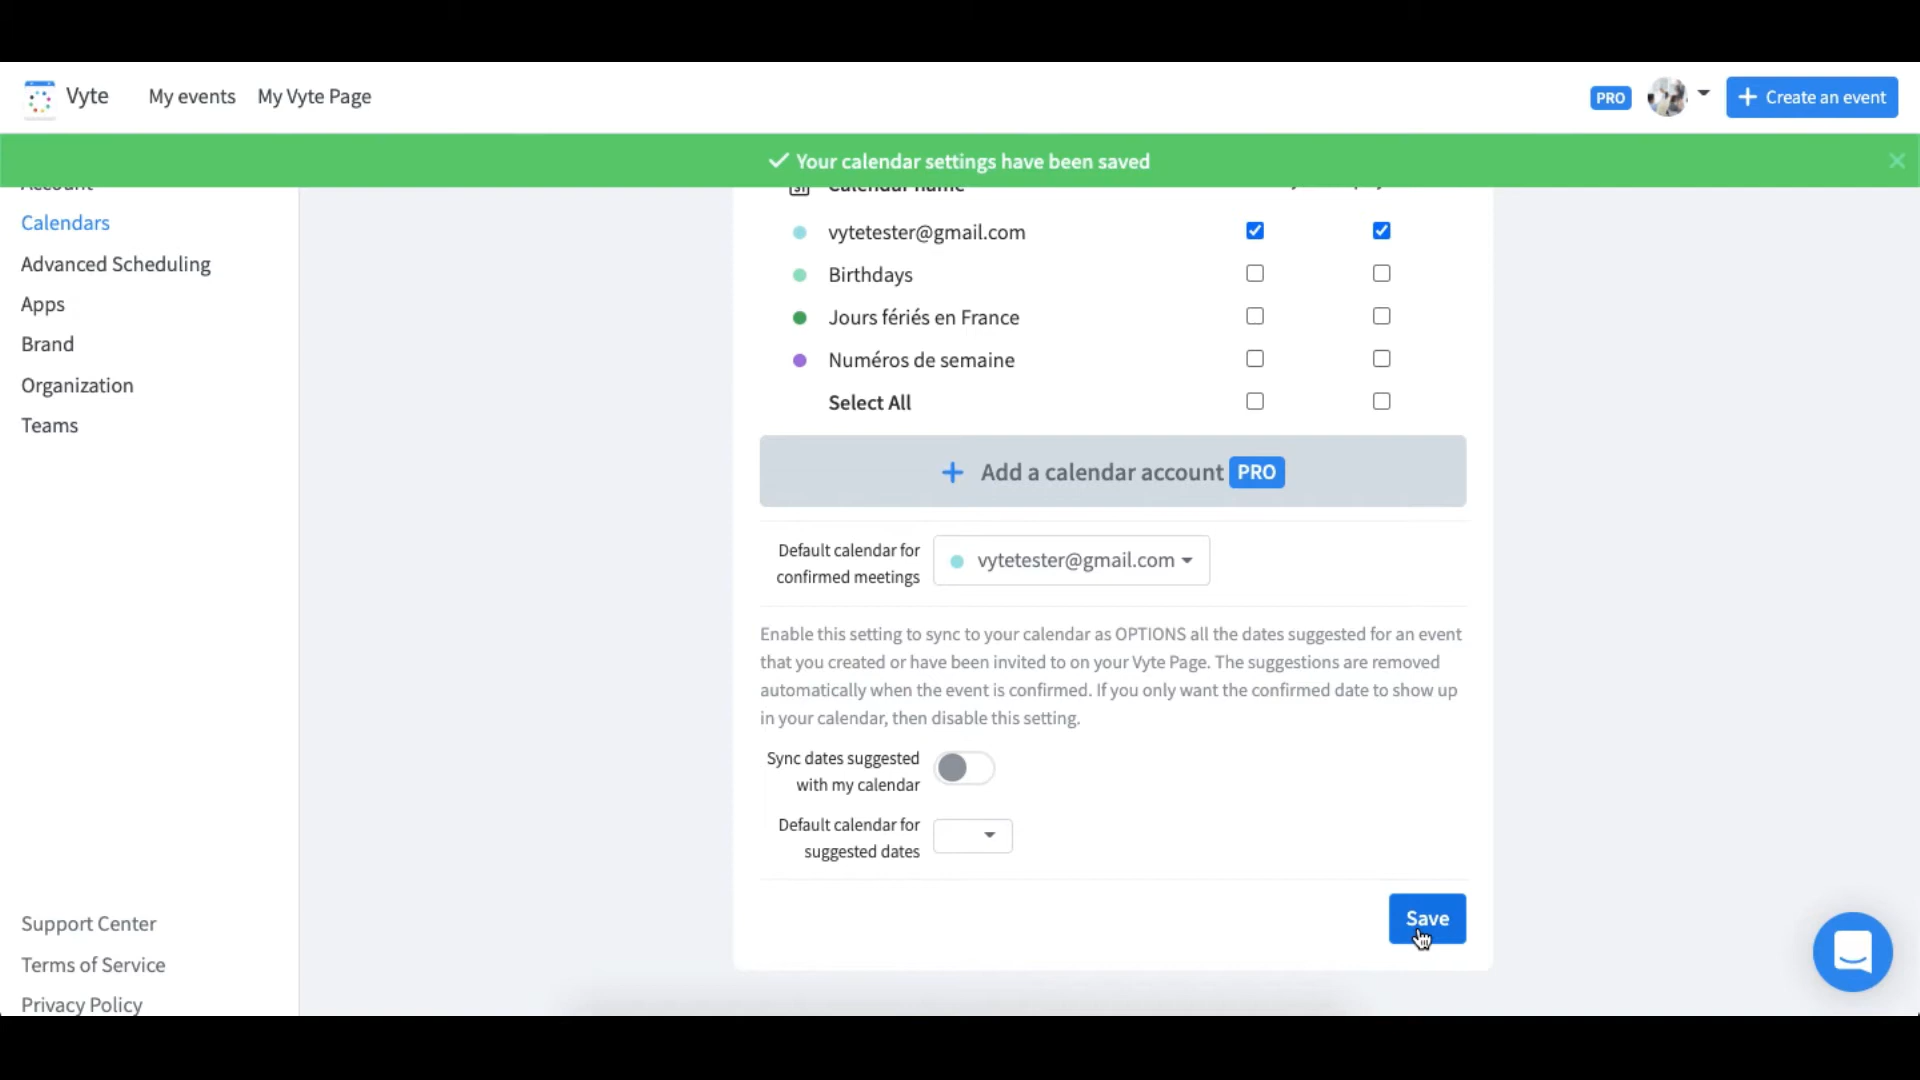 Vyte
My events
My Vyte Page
PRO
+ Create an event
Your calendar settings have been saved
Account
Calendars
Advanced Scheduling
Apps
Brand
Organization
Teams
Support Center
Terms of Service
Privacy Policy
Calendar name
vytetester@gmail.com
Birthdays
Jours fériés en France
Numéros de semaine
Select All
+ Add a calendar account PRO
Default calendar for
confirmed meetings
vytetester@gmail.com
Enable this setting to sync to your calendar as OPTIONS all the dates suggested for an event
that you created or have been invited to on your Vyte Page. The suggestions are removed
automatically when the event is confirmed. If you only want the confirmed date to show up
in your calendar, then disable this setting.
Sync dates suggested
with my calendar
Default calendar for
suggested dates
Save